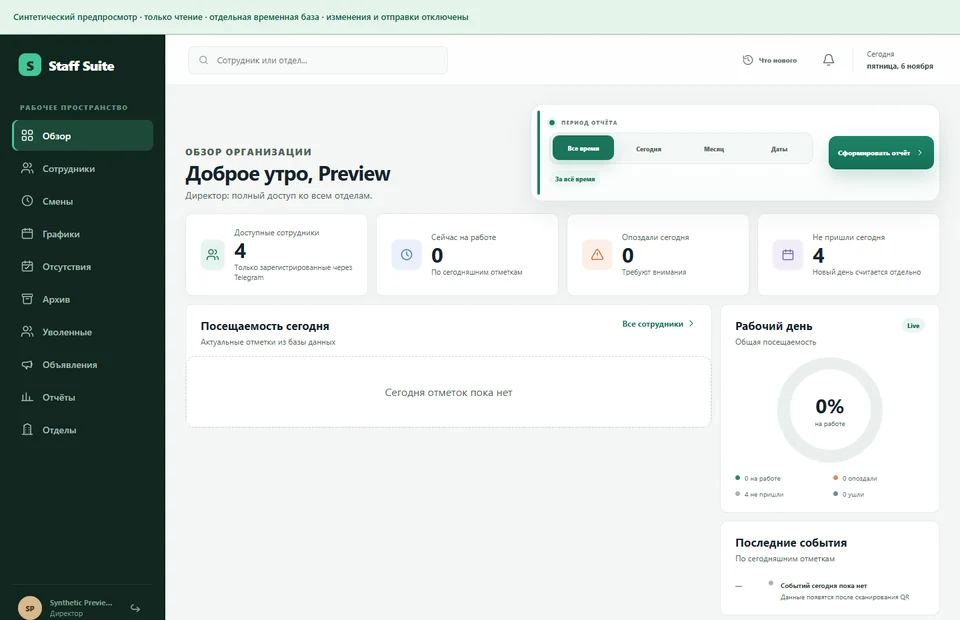 Синтетический предпросмотр · только чтение · отдельная временная база · изменения и отправки отключены
S Staff Suite
Сотрудник или отдел...
Что нового
Сегодня
пятница, 6 ноября
РАБОЧЕЕ ПРОСТРАНСТВО
Обзор
Сотрудники
Смены
Графики
Отсутствия
Архив
Уволенные
Объявления
Отчёты
Отделы
SP
Synthetic Previe...
Директор
ОБЗОР ОРГАНИЗАЦИИ
Доброе утро, Preview
Директор: полный доступ ко всем отделам.
ПЕРИОД ОТЧЁТА
Все время
Сегодня
Месяц
Даты
За всё время
Сформировать отчёт
Доступные сотрудники
4
Только зарегистрированные через
Telegram
Сейчас на работе
0
По сегодняшним отметкам
Опоздали сегодня
0
Требуют внимания
Не пришли сегодня
4
Новый день считается отдельно
Посещаемость сегодня
Актуальные отметки из базы данных
Все сотрудники
Сегодня отметок пока нет
Рабочий день
Live
Общая посещаемость
0%
на работе
0 на работе
0 опоздали
4 не пришли
0 ушли
Последние события
По сегодняшним отметкам
—
Событий сегодня пока нет
Данные появятся после сканирования QR